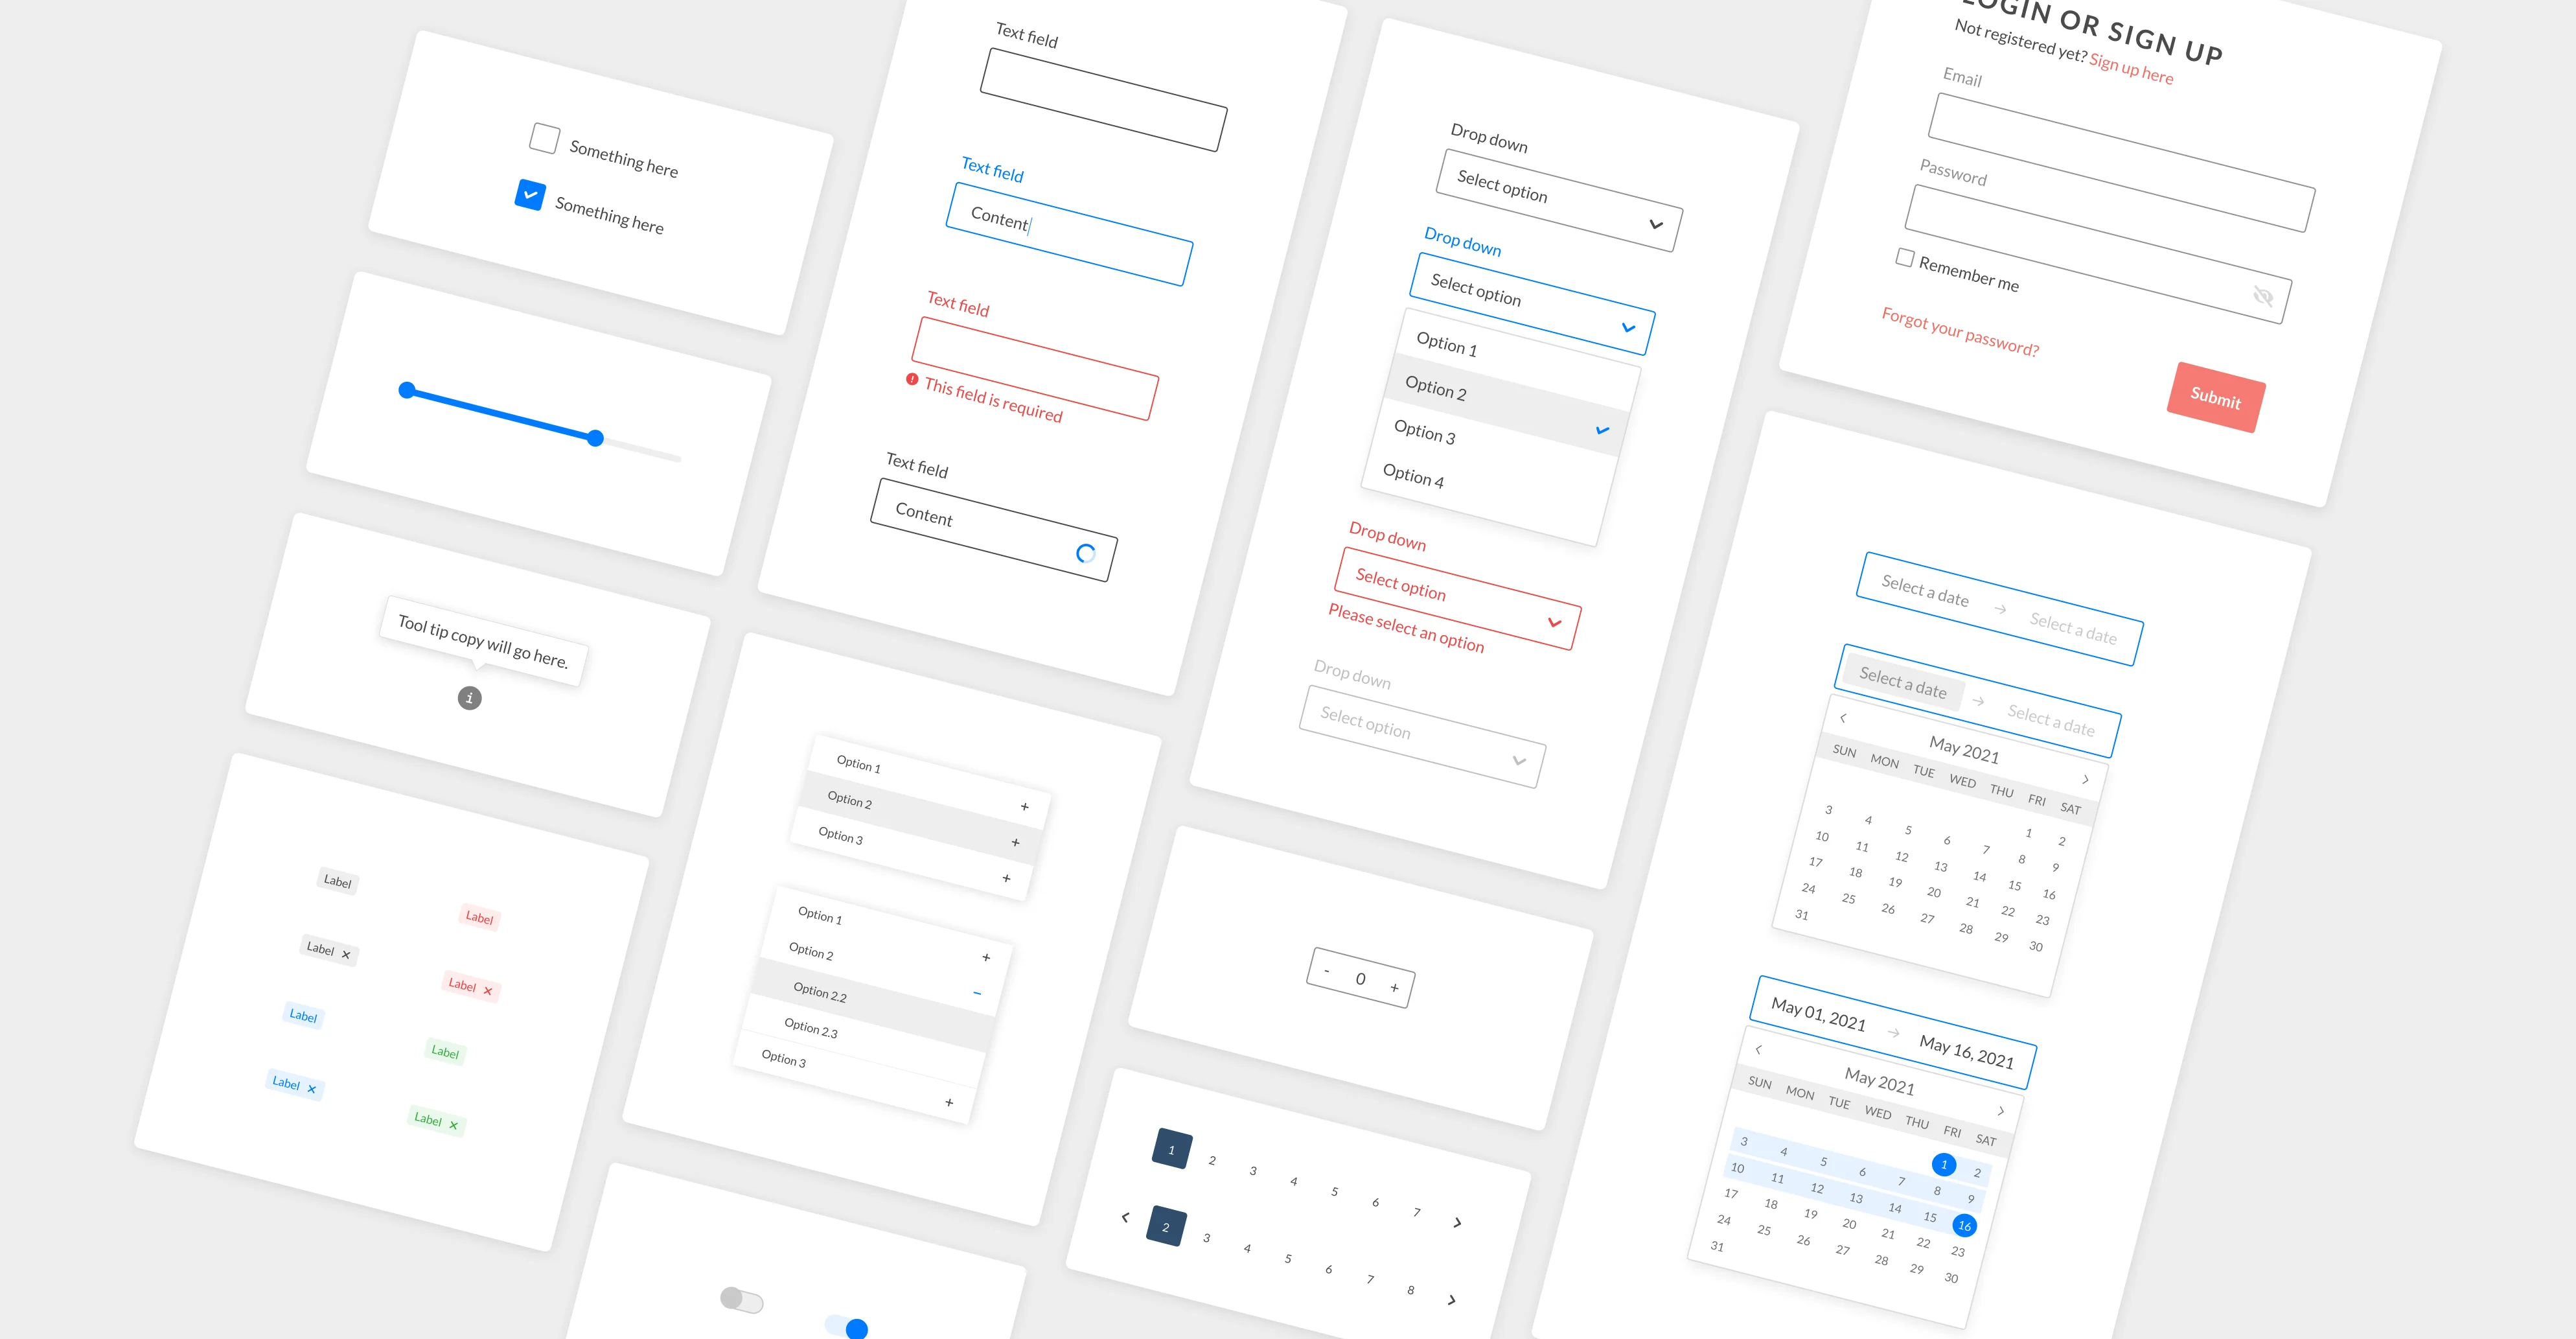 Something here
Something here
Tool tip copy will go here.
i
Label
Label
Label ×
Label ×
Label
Label
Label ×
Label ×
Text field
Text field
Content
Text field
! This field is required
Text field
Content
Option 1 +
Option 2 +
Option 3 +
Option 1 +
Option 2 −
Option 2.2
Option 2.3
Option 3 +
Drop down
Select option
Drop down
Select option
Option 1
Option 2
Option 3
Option 4
Drop down
Select option
Please select an option
Drop down
Select option
- 0 +
1 2 3 4 5 6 7 >
< 2 3 4 5 6 7 8 >
LOGIN OR SIGN UP
Not registered yet? Sign up here
Email
Password
Remember me
Forgot your password?
Submit
Select a date → Select a date
Select a date → Select a date
< May 2021 >
SUN MON TUE WED THU FRI SAT
1 2
3 4 5 6 7 8 9
10 11 12 13 14 15 16
17 18 19 20 21 22 23
24 25 26 27 28 29 30
31
May 01, 2021 → May 16, 2021
< May 2021 >
SUN MON TUE WED THU FRI SAT
1 2
3 4 5 6 7 8 9
10 11 12 13 14 15 16
17 18 19 20 21 22 23
24 25 26 27 28 29 30
31